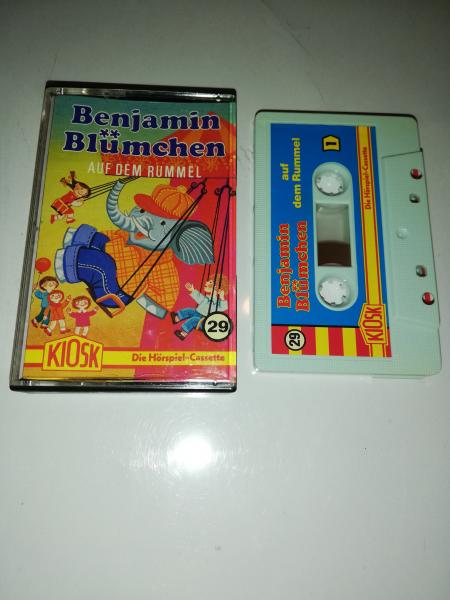 Benjamin
Blümchen
AUF DEM RUMMEL
29
KIOSK
Die Hörspiel-Cassette
Benjamin
Blümchen
auf
dem Rummel
1
29
Die Hörspiel-Cassette
KIOSK